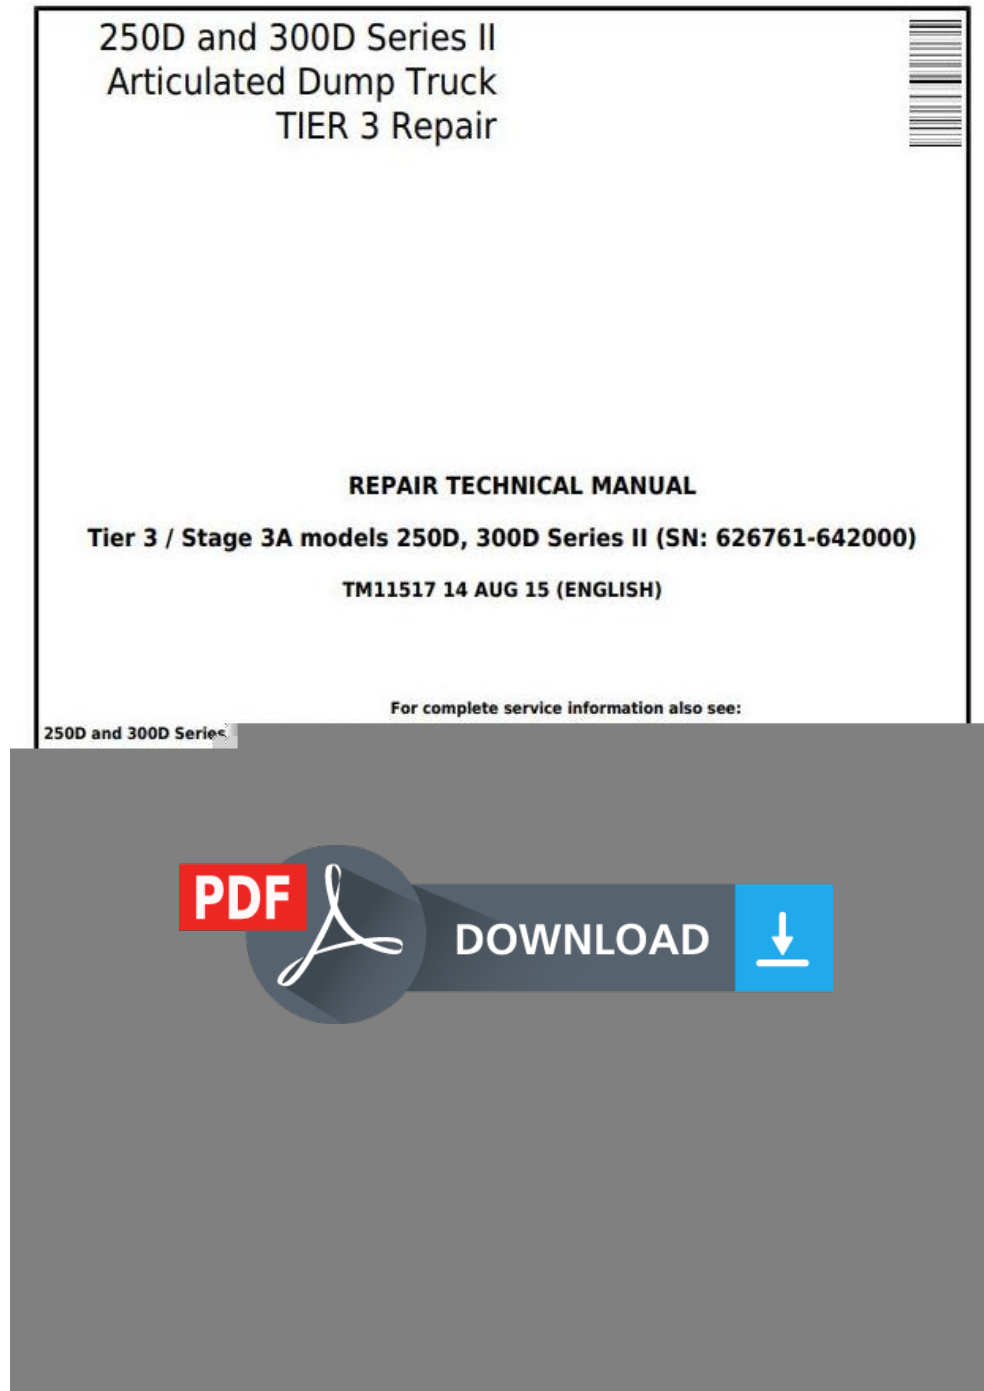 250D and 300D Series II
Articulated Dump Truck
TIER 3 Repair
REPAIR TECHNICAL MANUAL
Tier 3 / Stage 3A models 250D, 300D Series II (SN: 626761-642000)
TM11517 14 AUG 15 (ENGLISH)
For complete service information also see:
250D and 300D Series
PDF
DOWNLOAD